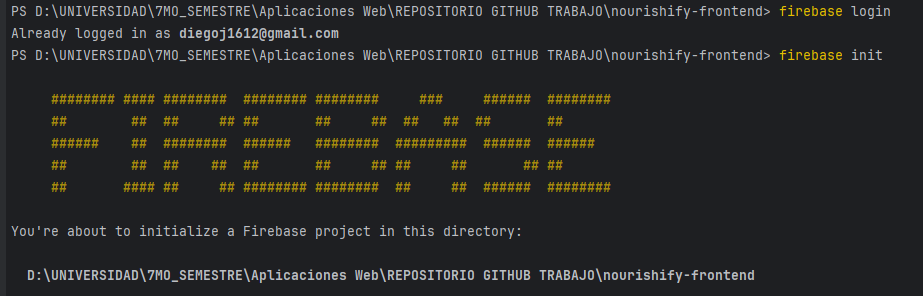 PS D:\UNIVERSIDAD\7MO_SEMESTRE\Aplicaciones Web\REPOSITORIO GITHUB TRABAJO\nourishify-frontend> firebase login
Already logged in as diegoj1612@gmail.com
PS D:\UNIVERSIDAD\7MO_SEMESTRE\Aplicaciones Web\REPOSITORIO GITHUB TRABAJO\nourishify-frontend> firebase init

     ######## #### ########  ######## ########     ###     ######  ########
     ##        ##  ##     ## ##       ##     ##  ##   ##  ##       ##
     ######    ##  ########  ######   ########  #########  ######  ######
     ##        ##  ##    ##  ##       ##     ## ##     ##       ## ##
     ##       #### ##     ## ######## ########  ##     ##  ######  ########

You're about to initialize a Firebase project in this directory:

  D:\UNIVERSIDAD\7MO_SEMESTRE\Aplicaciones Web\REPOSITORIO GITHUB TRABAJO\nourishify-frontend